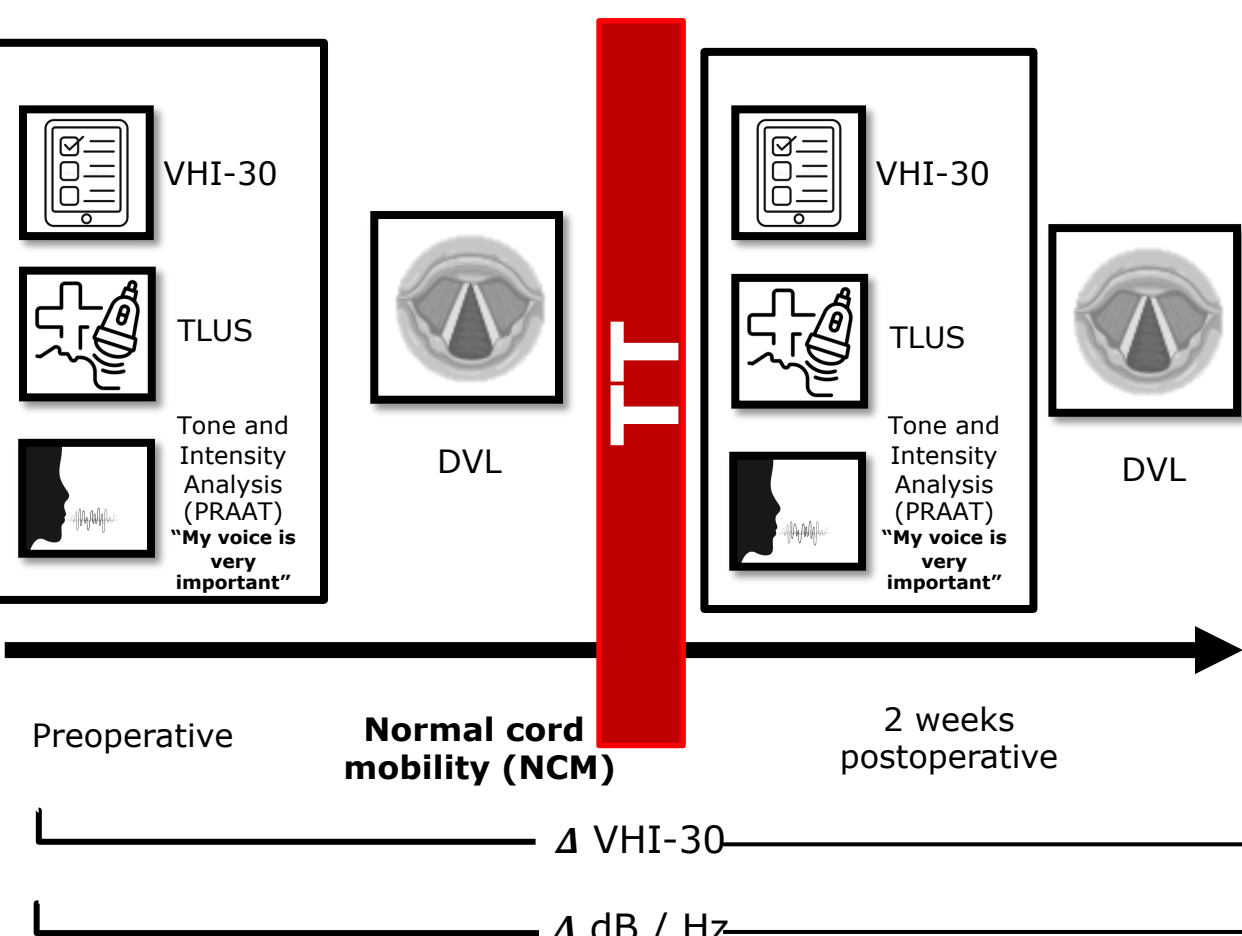 VHI-30
TLUS
Tone and
Intensity
Analysis
(PRAAT)
“My voice is
very
important”
DVL
TT
VHI-30
TLUS
Tone and
Intensity
Analysis
(PRAAT)
“My voice is
very
important”
DVL
Preoperative
Normal cord
mobility (NCM)
2 weeks
postoperative
Δ VHI-30
Δ dB / Hz